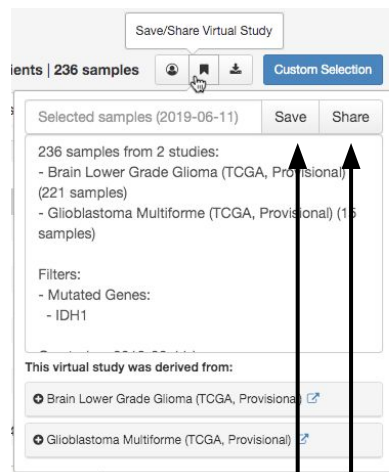 Save/Share Virtual Study
ients | 236 samples
Custom Selection
Selected samples (2019-06-11)
Save
Share
236 samples from 2 studies:
- Brain Lower Grade Glioma (TCGA, Provisional)
(221 samples)
- Glioblastoma Multiforme (TCGA, Provisional) (15
samples)
Filters:
- Mutated Genes:
- IDH1
This virtual study was derived from:
Brain Lower Grade Glioma (TCGA, Provisional)
Glioblastoma Multiforme (TCGA, Provisional)